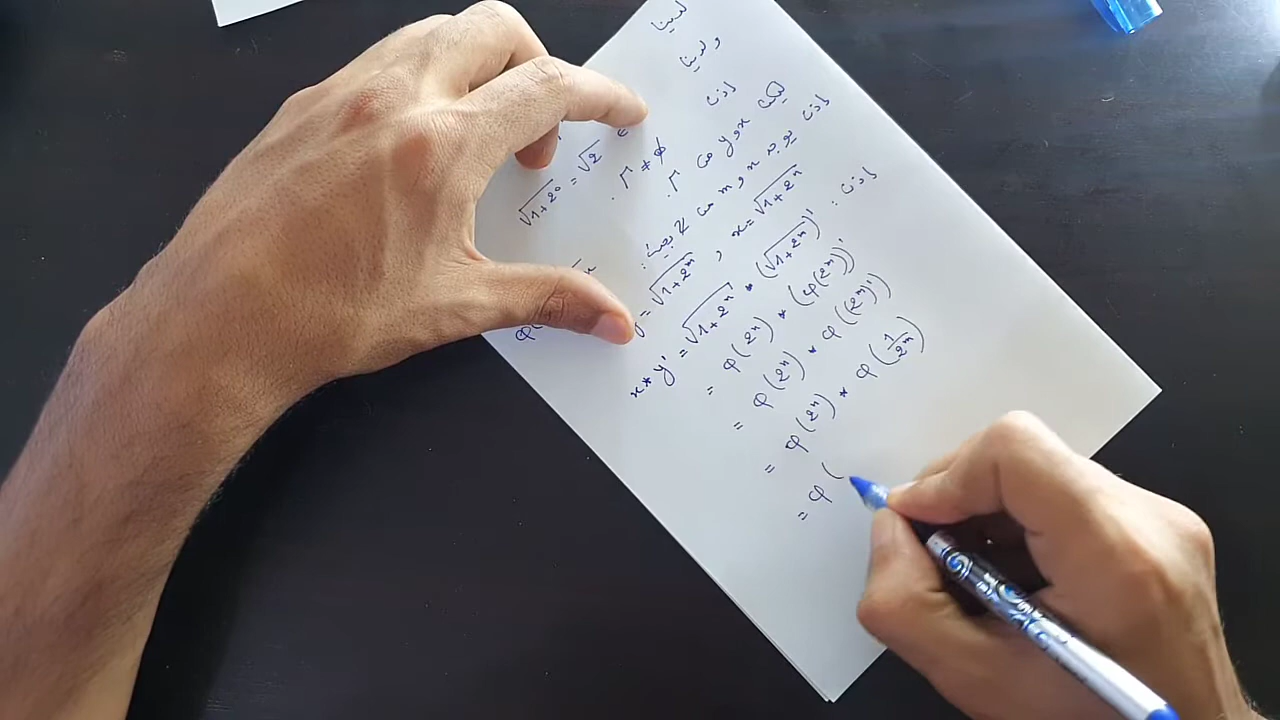 لدينا
ولدينا
√1+2⁰ = √2 ∈
إذن
Γ ≠ ϕ .
ليكن x و y من Γ .
إذن يوجد n و m من ℤ بحيث :
y = √1+2ᵐ , x = √1+2ⁿ
إذن :
x * y' = √1+2ⁿ * (√1+2ᵐ)'
= φ(2ⁿ) * (φ(2ᵐ))'
= φ(2ⁿ) * φ((2ᵐ)')
= φ(2ⁿ) * φ(1/2ᵐ)
= φ(